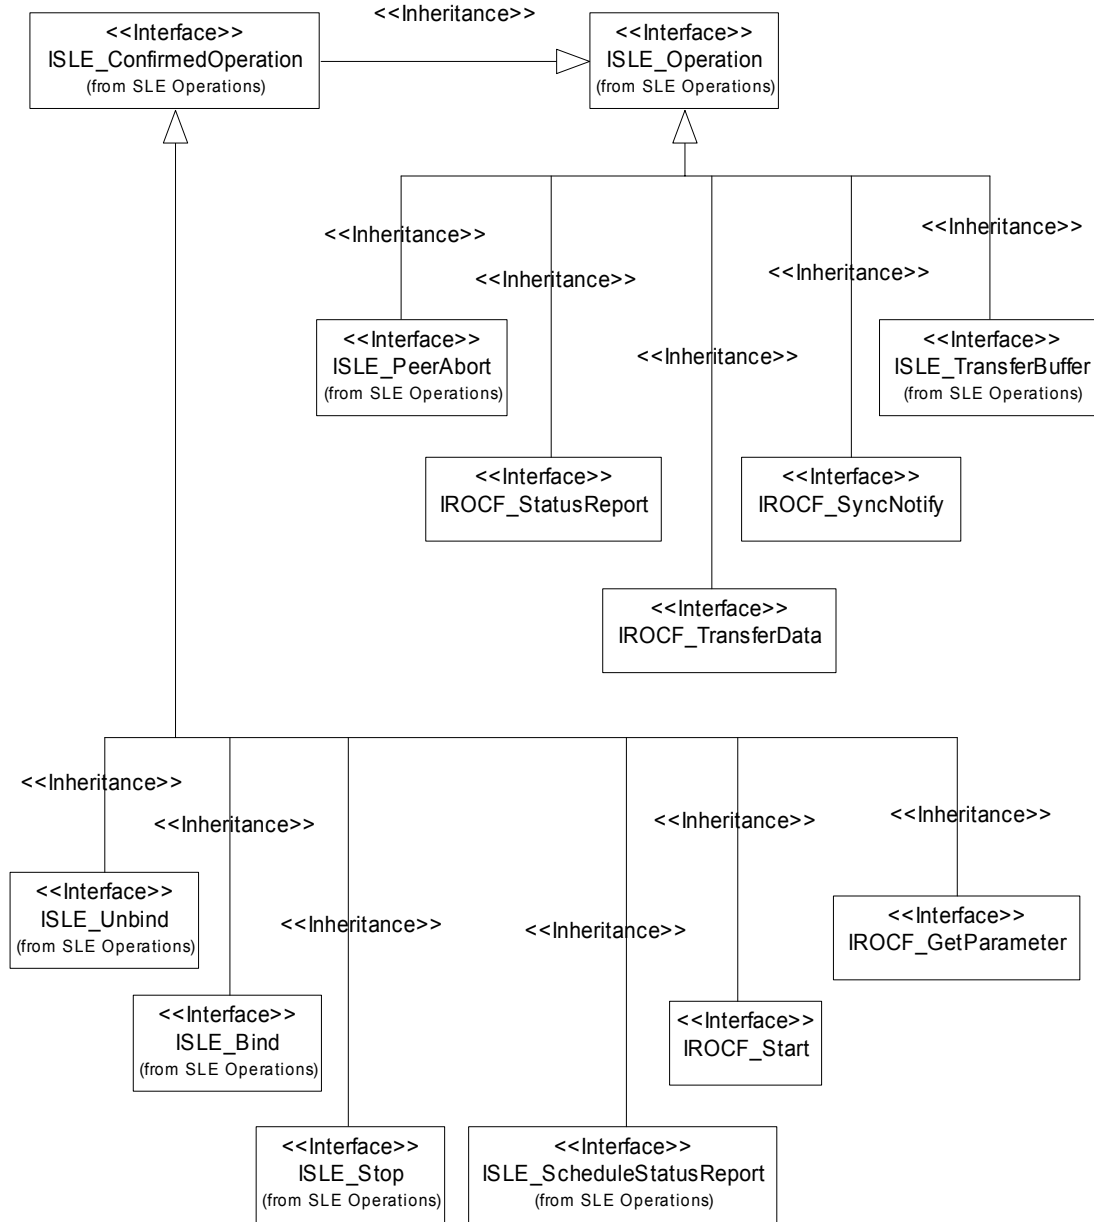 <<Inheritance>>
<<Interface>>
ISLE_ConfirmedOperation
(from SLE Operations)
<<Interface>>
ISLE_Operation
(from SLE Operations)
<<Inheritance>>
<<Inheritance>>
<<Inheritance>>
<<Inheritance>>
<<Inheritance>>
<<Interface>>
ISLE_PeerAbort
(from SLE Operations)
<<Interface>>
ISLE_TransferBuffer
(from SLE Operations)
<<Interface>>
IROCF_StatusReport
<<Interface>>
IROCF_SyncNotify
<<Interface>>
IROCF_TransferData
<<Inheritance>>
<<Inheritance>>
<<Inheritance>>
<<Inheritance>>
<<Inheritance>>
<<Inheritance>>
<<Interface>>
ISLE_Unbind
(from SLE Operations)
<<Interface>>
IROCF_GetParameter
<<Interface>>
ISLE_Bind
(from SLE Operations)
<<Interface>>
IROCF_Start
<<Interface>>
ISLE_Stop
(from SLE Operations)
<<Interface>>
ISLE_ScheduleStatusReport
(from SLE Operations)